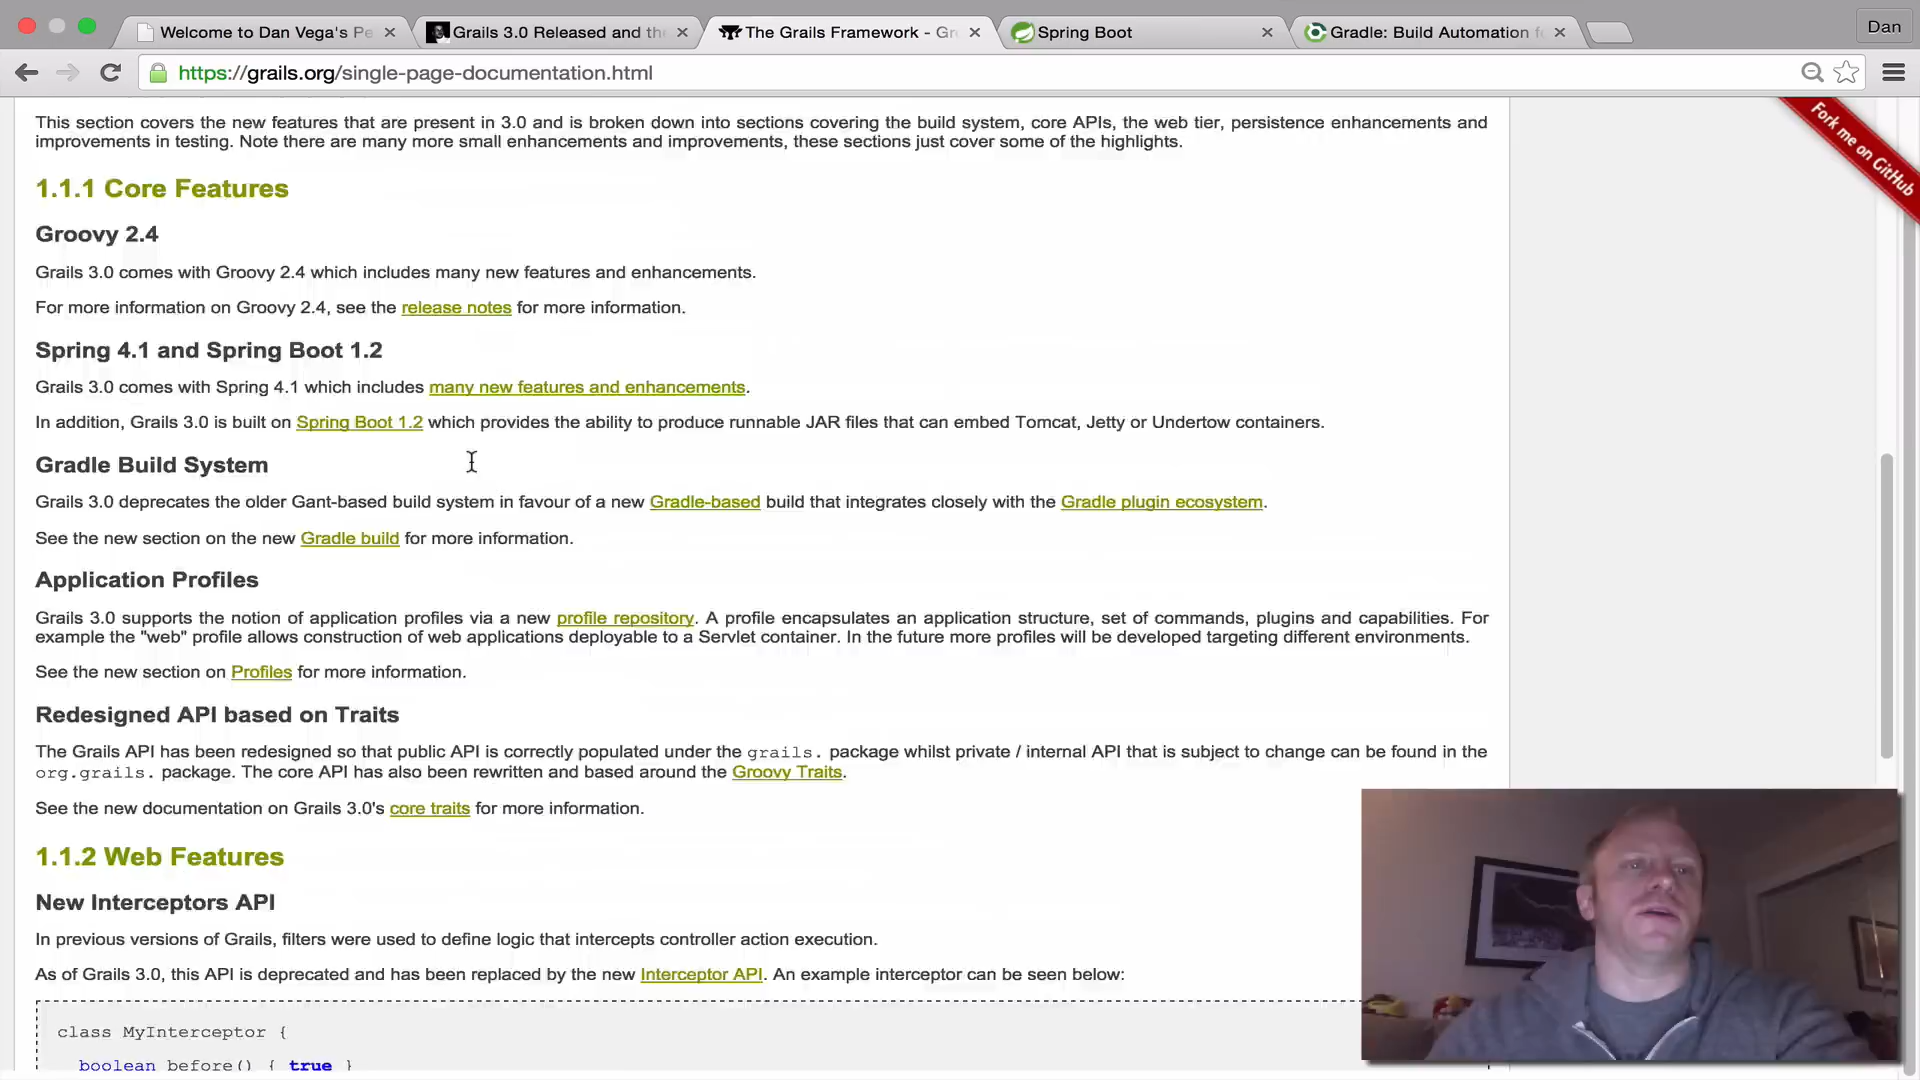 Welcome to Dan Vega's Pe
Grails 3.0 Released and the
The Grails Framework - Gr
Spring Boot
Gradle: Build Automation f
Dan
https://grails.org/single-page-documentation.html
Fork me on GitHub
This section covers the new features that are present in 3.0 and is broken down into sections covering the build system, core APIs, the web tier, persistence enhancements and
improvements in testing. Note there are many more small enhancements and improvements, these sections just cover some of the highlights.
1.1.1 Core Features
Groovy 2.4
Grails 3.0 comes with Groovy 2.4 which includes many new features and enhancements.
For more information on Groovy 2.4, see the release notes for more information.
Spring 4.1 and Spring Boot 1.2
Grails 3.0 comes with Spring 4.1 which includes many new features and enhancements.
In addition, Grails 3.0 is built on Spring Boot 1.2 which provides the ability to produce runnable JAR files that can embed Tomcat, Jetty or Undertow containers.
Gradle Build System
Grails 3.0 deprecates the older Gant-based build system in favour of a new Gradle-based build that integrates closely with the Gradle plugin ecosystem.
See the new section on the new Gradle build for more information.
Application Profiles
Grails 3.0 supports the notion of application profiles via a new profile repository. A profile encapsulates an application structure, set of commands, plugins and capabilities. For
example the "web" profile allows construction of web applications deployable to a Servlet container. In the future more profiles will be developed targeting different environments.
See the new section on Profiles for more information.
Redesigned API based on Traits
The Grails API has been redesigned so that public API is correctly populated under the grails. package whilst private / internal API that is subject to change can be found in the
org.grails. package. The core API has also been rewritten and based around the Groovy Traits.
See the new documentation on Grails 3.0's core traits for more information.
1.1.2 Web Features
New Interceptors API
In previous versions of Grails, filters were used to define logic that intercepts controller action execution.
As of Grails 3.0, this API is deprecated and has been replaced by the new Interceptor API. An example interceptor can be seen below:
class MyInterceptor {
boolean before() { true }